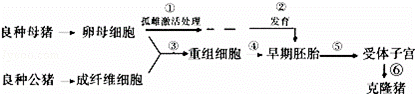 ① ②
孤雌激活处理 发育
良种母猪 卵母细胞
③ 重组细胞 ④ 早期胚胎 ⑤ 受体子宫
良种公猪 成纤维细胞 ⑥
克隆猪